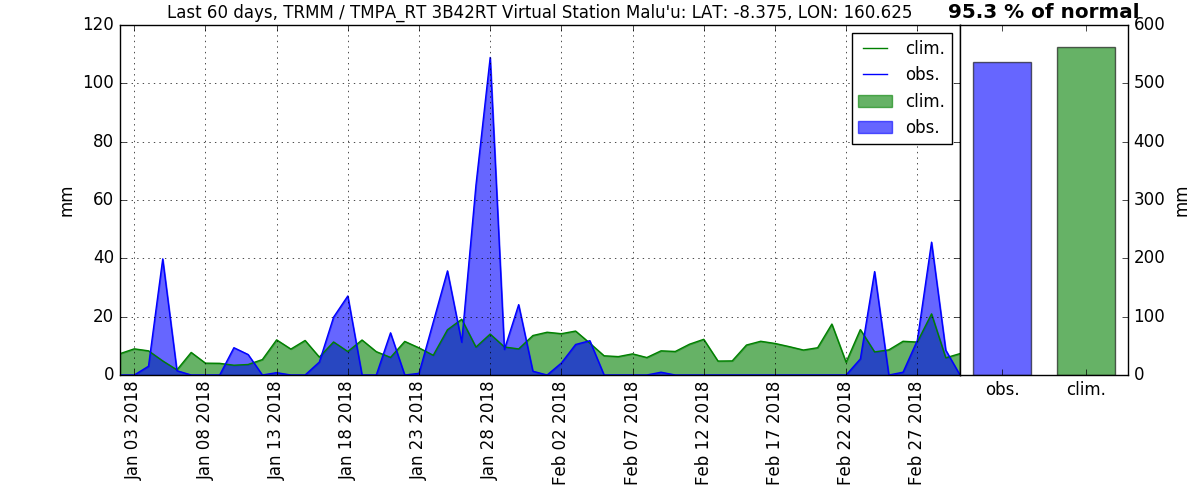 Last 60 days, TRMM / TMPA_RT 3B42RT Virtual Station Malu'u: LAT: -8.375, LON: 160.625
95.3 % of normal
120
100
80
60
40
20
0
mm
clim.
obs.
clim.
obs.
Jan 03 2018
Jan 08 2018
Jan 13 2018
Jan 18 2018
Jan 23 2018
Jan 28 2018
Feb 02 2018
Feb 07 2018
Feb 12 2018
Feb 17 2018
Feb 22 2018
Feb 27 2018
600
500
400
300
200
100
0
mm
obs.
clim.